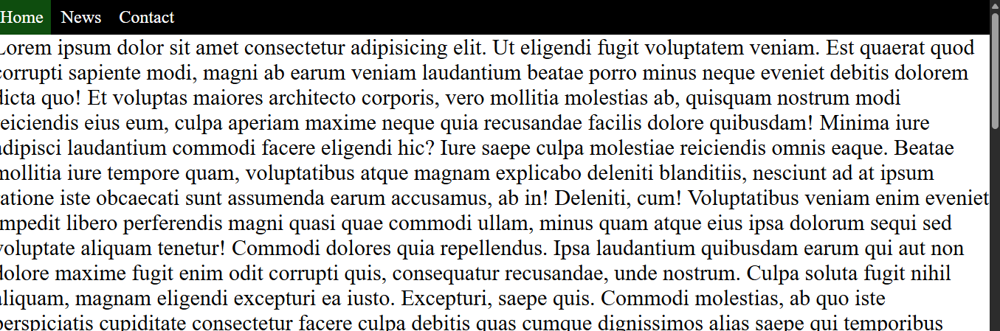 Home News Contact
Lorem ipsum dolor sit amet consectetur adipisicing elit. Ut eligendi fugit voluptatem veniam. Est quaerat quod
corrupti sapiente modi, magni ab earum veniam laudantium beatae porro minus neque eveniet debitis dolorem
dicta quo! Et voluptas maiores architecto corporis, vero mollitia molestias ab, quisquam nostrum modi
reiciendis eius eum, culpa aperiam maxime neque quia recusandae facilis dolore quibusdam! Minima iure
adipisci laudantium commodi facere eligendi hic? Iure saepe culpa molestiae reiciendis omnis eaque. Beatae
mollitia iure tempore quam, voluptatibus atque magnam explicabo deleniti blanditiis, nesciunt ad at ipsum
ratione iste obcaecati sunt assumenda earum accusamus, ab in! Deleniti, cum! Voluptatibus veniam enim eveniet
impedit libero perferendis magni quasi quae commodi ullam, minus quam atque eius ipsa dolorum sequi sed
voluptate aliquam tenetur! Commodi dolores quia repellendus. Ipsa laudantium quibusdam earum qui aut non
dolore maxime fugit enim odit corrupti quis, consequatur recusandae, unde nostrum. Culpa soluta fugit nihil
aliquam, magnam eligendi excepturi ea iusto. Excepturi, saepe quis. Commodi molestias, ab quo iste
perspiciatis cupiditate consectetur facere culpa debitis quas cumque dignissimos alias saepe qui temporibus